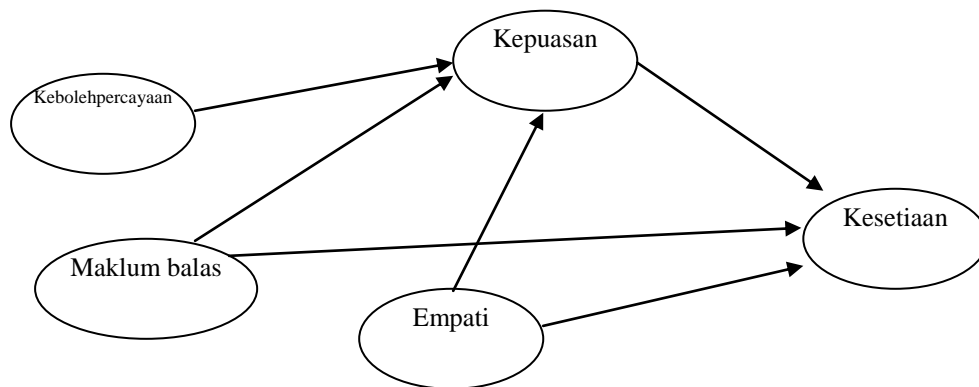 Kepuasan
Kebolehpercayaan
Kesetiaan
Maklum balas
Empati